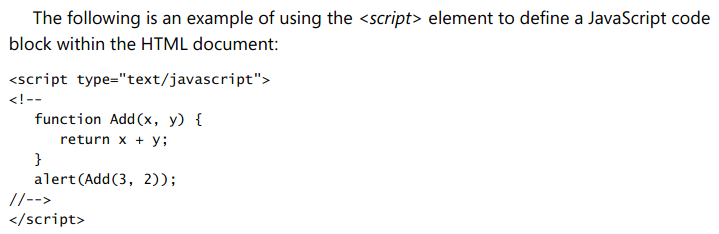 The following is an example of using the <script> element to define a JavaScript code
block within the HTML document:
<script type="text/javascript">
<!--
   function Add(x, y) {
      return x + y;
   }
   alert(Add(3, 2));
//-->
</script>